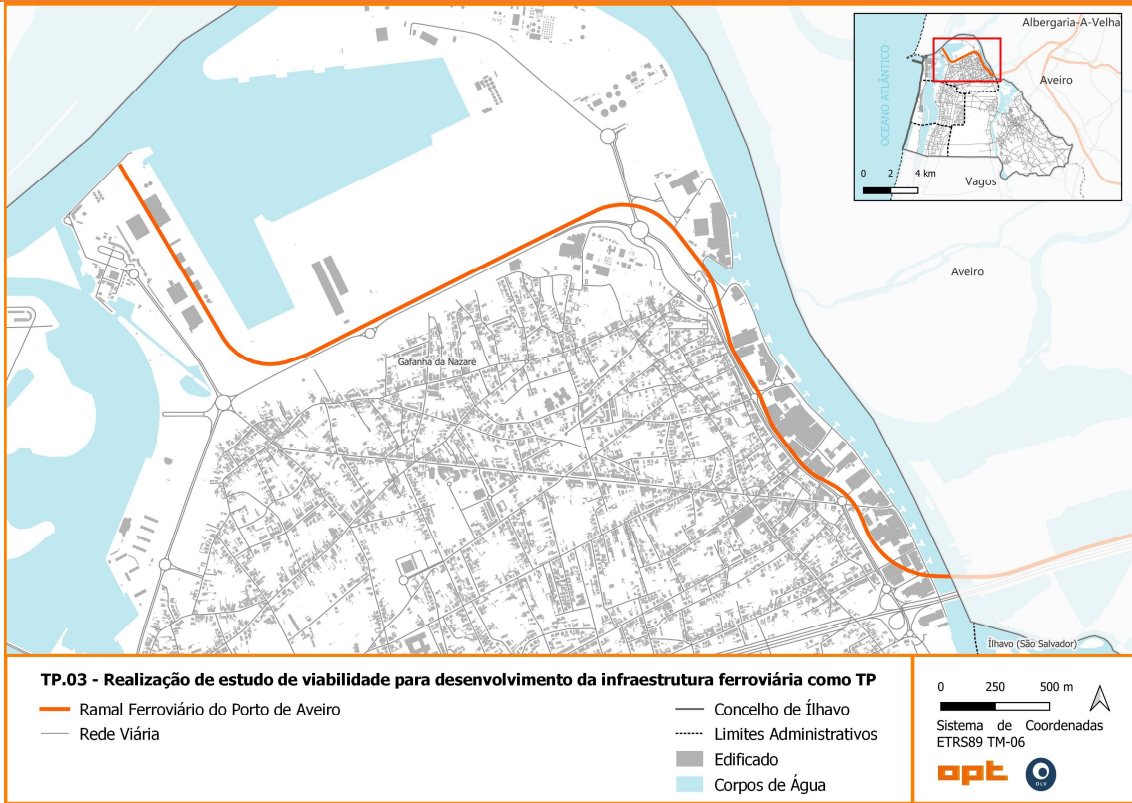 Albergaria-A-Velha
OCEANO ATLÂNTICO
Aveiro
0 2 4 km
Vagos
Aveiro
Gafanha da Nazaré
Ílhavo (São Salvador)
TP.03 - Realização de estudo de viabilidade para desenvolvimento da infraestrutura ferroviária como TP
Ramal Ferroviário do Porto de Aveiro
Rede Viária
Concelho de Ílhavo
Limites Administrativos
Edificado
Corpos de Água
0 250 500 m
Sistema de Coordenadas
ETRS89 TM-06
opt
OLV